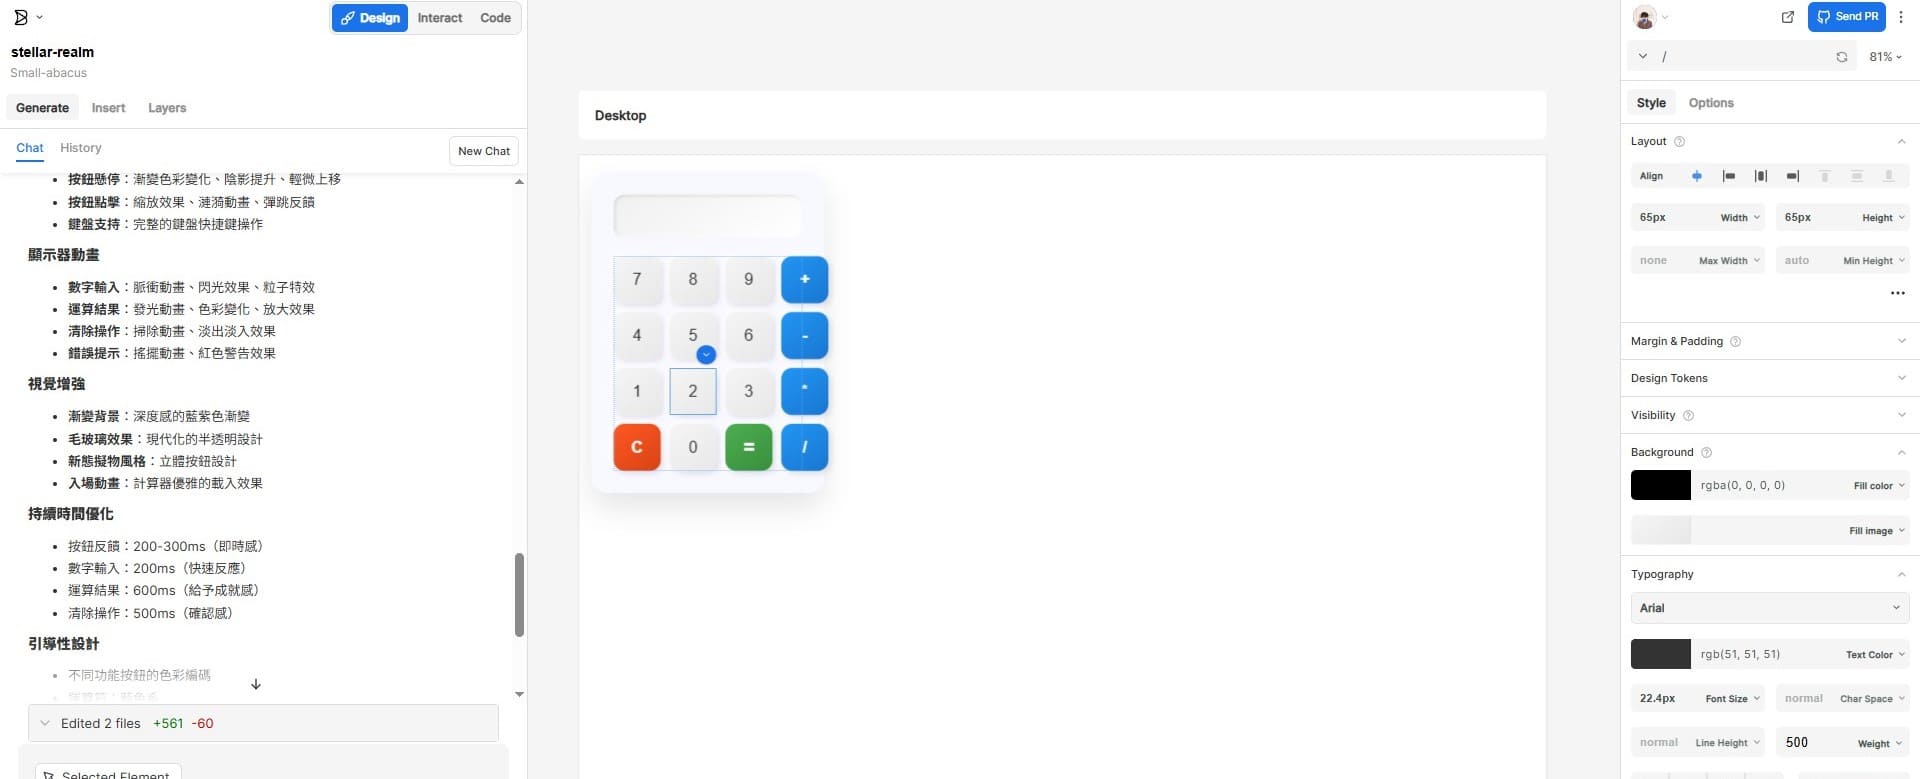 Design
Interact
Code
stellar-realm
Small-abacus
Generate
Insert
Layers
Chat
History
New Chat
按鈕懸停：漸變色彩變化、陰影提升、輕微上移
按鈕點擊：縮放效果、漣漪動畫、彈跳反饋
鍵盤支持：完整的鍵盤快捷鍵操作
顯示器動畫
數字輸入：脈衝動畫、閃光效果、粒子特效
運算結果：發光動畫、色彩變化、放大效果
清除操作：掃除動畫、淡出淡入效果
錯誤提示：搖擺動畫、紅色警告效果
視覺增強
漸變背景：深度感的藍紫色漸變
毛玻璃效果：現代化的半透明設計
新態擬物風格：立體按鈕設計
入場動畫：計算器優雅的載入效果
持續時間優化
按鈕反饋：200-300ms（即時感）
數字輸入：200ms（快速反應）
運算結果：600ms（給予成就感）
清除操作：500ms（確認感）
引導性設計
不同功能按鈕的色彩編碼
運算符：藍色系
Edited 2 files +561 -60
Selected Element
Desktop
7 8 9 +
4 5 6 -
1 2 3 *
C 0 = /
Send PR
/
81%
Style
Options
Layout
Align
65px Width
65px Height
none Max Width
auto Min Height
Margin & Padding
Design Tokens
Visibility
Background
rgba(0, 0, 0, 0) Fill color
Fill image
Typography
Arial
rgb(51, 51, 51) Text Color
22.4px Font Size
normal Char Space
normal Line Height
500 Weight